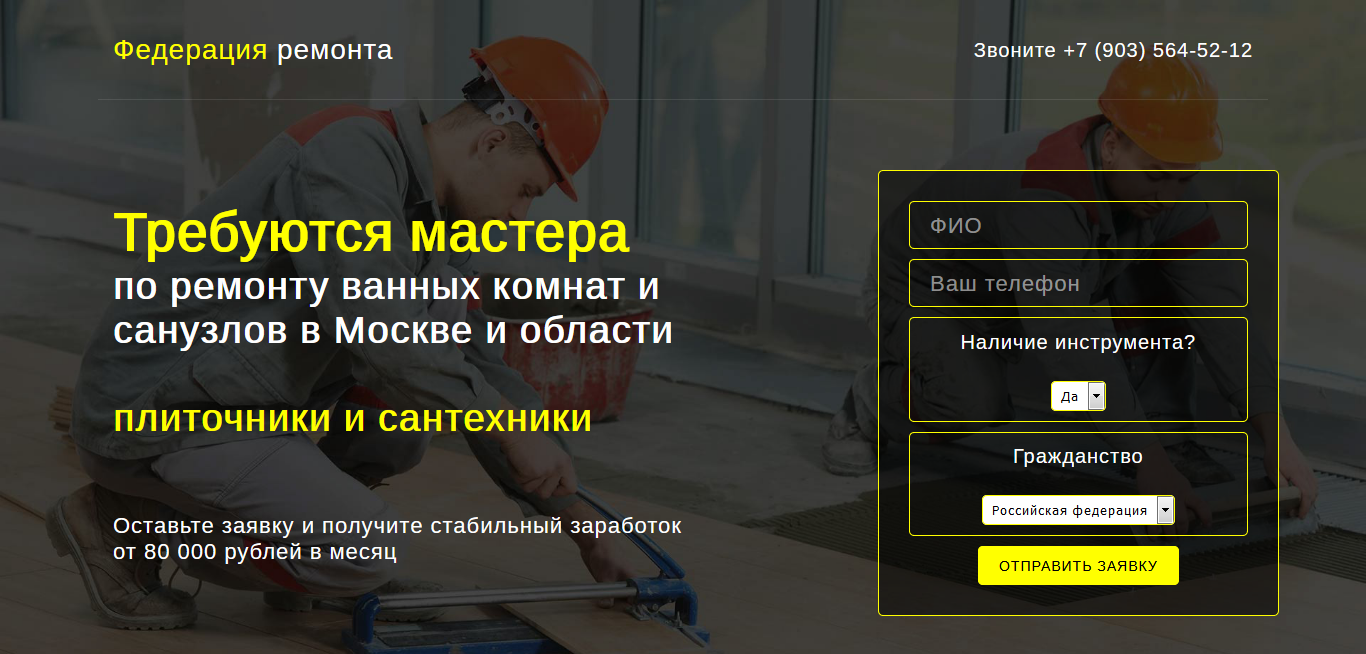 Федерация ремонта
Звоните +7 (903) 564-52-12
Требуются мастера
по ремонту ванных комнат и
санузлов в Москве и области
плиточники и сантехники
Оставьте заявку и получите стабильный заработок
от 80 000 рублей в месяц
ФИО
Ваш телефон
Наличие инструмента?
Да
Гражданство
Российская федерация
ОТПРАВИТЬ ЗАЯВКУ